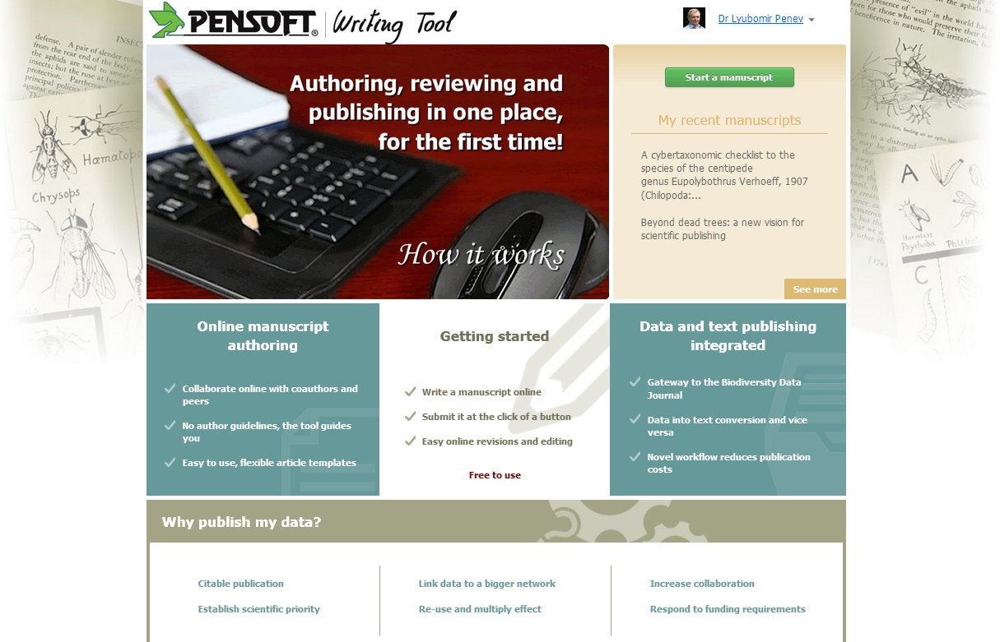 PENSOFT® Writing Tool
Dr Lyubomir Penev
Authoring, reviewing and
publishing in one place,
for the first time!
How it works
Start a manuscript
My recent manuscripts
A cybertaxonomic checklist to the
species of the centipede
genus Eupolybothrus Verhoeff, 1907
(Chilopoda:...
Beyond dead trees: a new vision for
scientific publishing
See more
Online manuscript
authoring
Collaborate online with coauthors and
peers
No author guidelines, the tool guides
you
Easy to use, flexible article templates
Getting started
Write a manuscript online
Submit it at the click of a button
Easy online revisions and editing
Free to use
Data and text publishing
integrated
Gateway to the Biodiversity Data
Journal
Data into text conversion and vice
versa
Novel workflow reduces publication
costs
Why publish my data?
Citable publication
Establish scientific priority
Link data to a bigger network
Re-use and multiply effect
Increase collaboration
Respond to funding requirements
Hæmatopo
Chrysops
A
Harmless
Psychoda
Phlebo
C